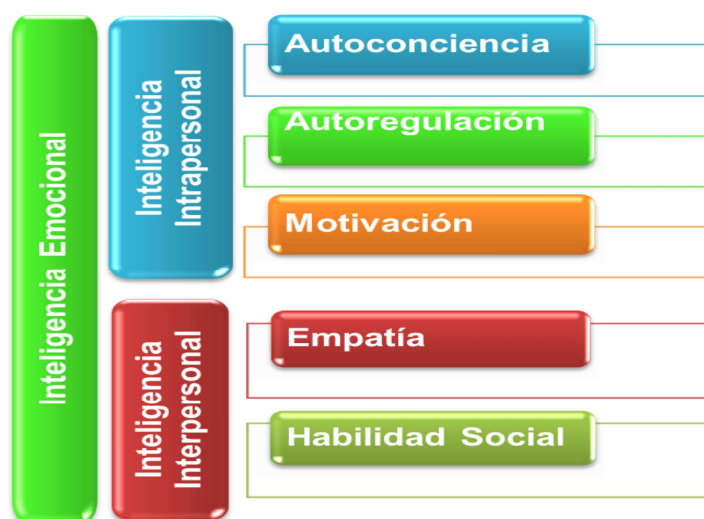 Inteligencia Emocional
Inteligencia
Intrapersonal
Autoconciencia
Autoregulación
Motivación
Inteligencia
Interpersonal
Empatía
Habilidad Social